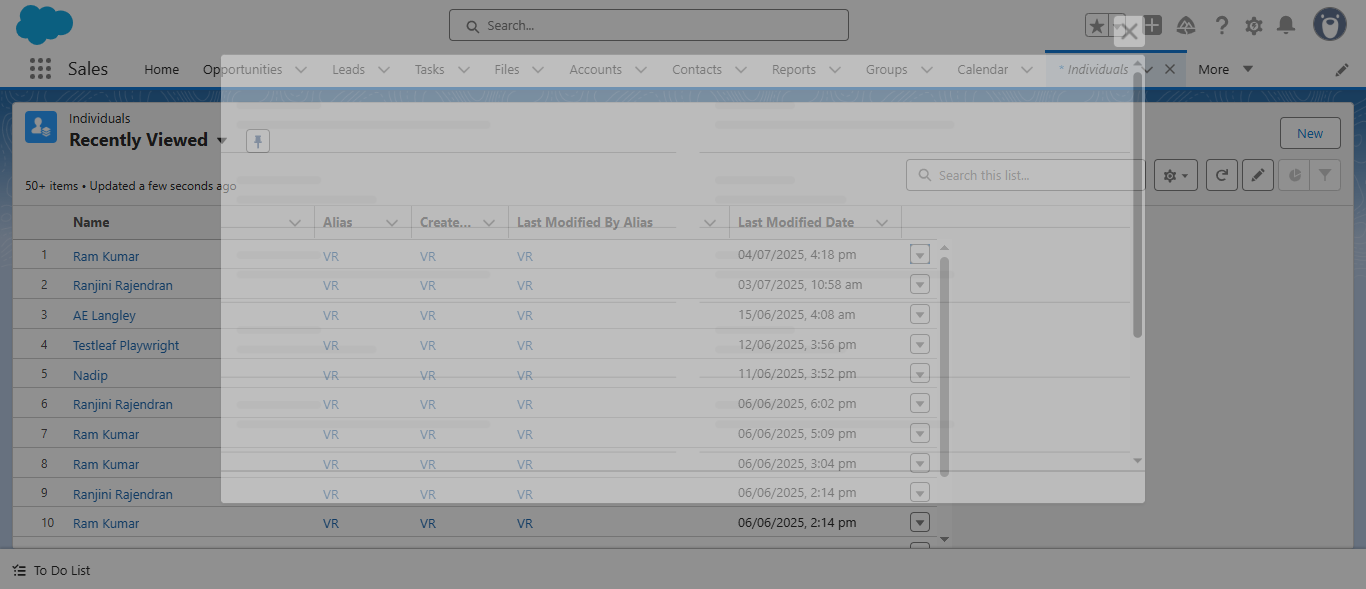 Search...
Sales Home Opportunities Leads Tasks Files Accounts Contacts Reports Groups Calendar * Individuals More
Individuals
Recently Viewed
New
50+ items • Updated a few seconds ago
Search this list...
Name Alias Create... Last Modified By Alias Last Modified Date
1 Ram Kumar VR VR VR 04/07/2025, 4:18 pm
2 Ranjini Rajendran VR VR VR 03/07/2025, 10:58 am
3 AE Langley VR VR VR 15/06/2025, 4:08 am
4 Testleaf Playwright VR VR VR 12/06/2025, 3:56 pm
5 Nadip VR VR VR 11/06/2025, 3:52 pm
6 Ranjini Rajendran VR VR VR 06/06/2025, 6:02 pm
7 Ram Kumar VR VR VR 06/06/2025, 5:09 pm
8 Ram Kumar VR VR VR 06/06/2025, 3:04 pm
9 Ranjini Rajendran VR VR VR 06/06/2025, 2:14 pm
10 Ram Kumar VR VR VR 06/06/2025, 2:14 pm
To Do List